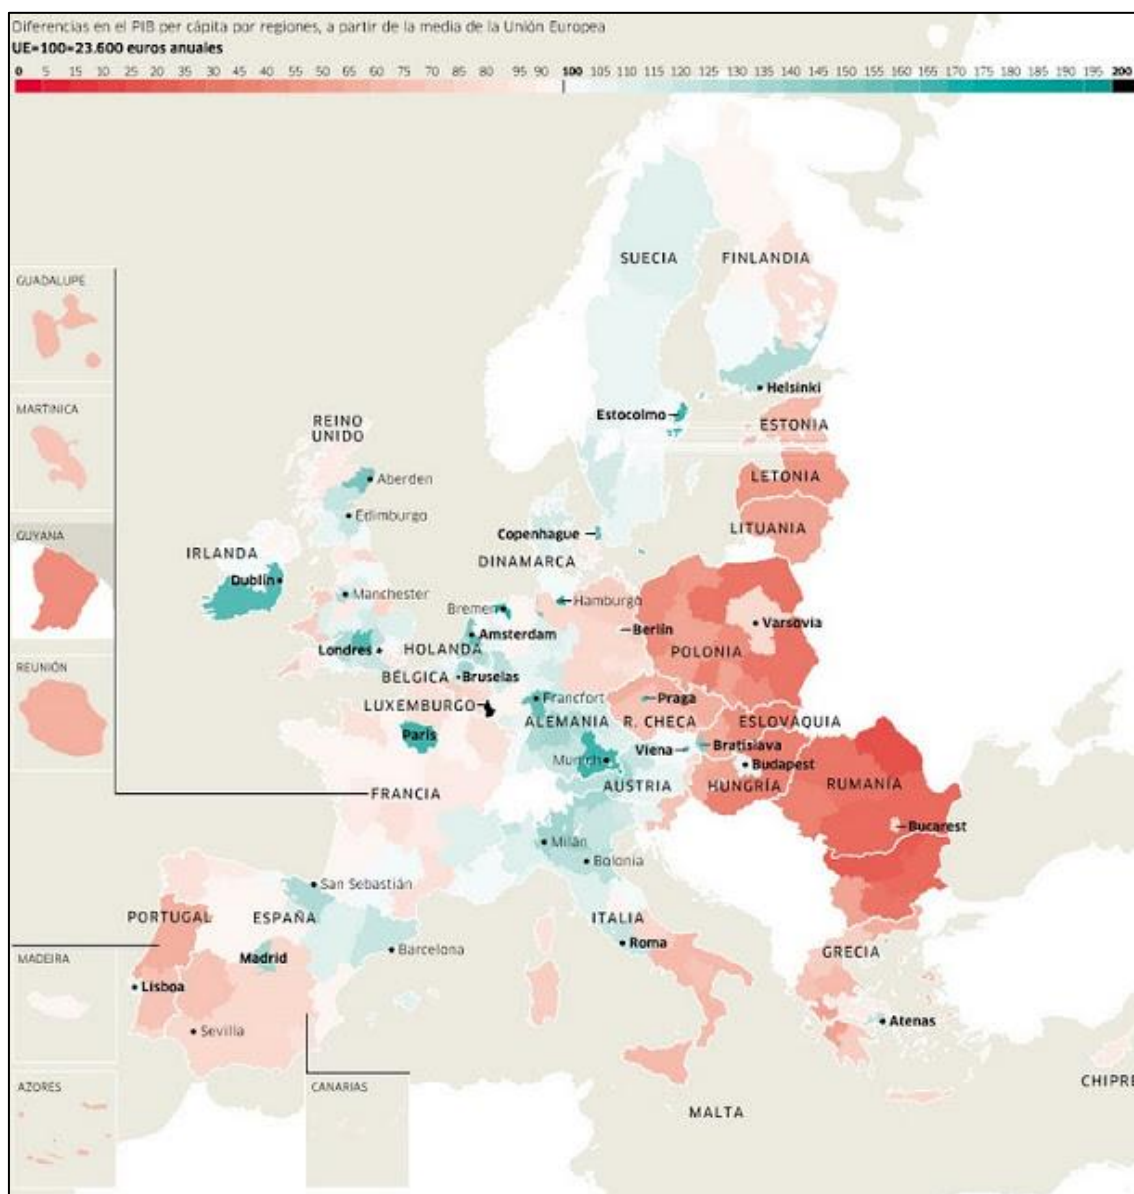 Diferencias en el PIB per cápita por regiones, a partir de la media de la Unión Europea
UE=100=23.600 euros anuales
0 5 15 10 25 20 35 30 45 40 55 50 65 60 75 70 85 80 95 90 100 105 110 115 120 125 130 135 140 145 150 155 160 165 170 175 180 185 190 195 200
SUECIA
FINLANDIA
GUADALUPE
Helsinki
MARTINICA
Estocolmo
ESTONIA
REINO
UNIDO
LETONIA
Aberden
Edimburgo
LITUANIA
GUYANA
Copenhague
IRLANDA
DINAMARCA
Dublín
Manchester
Hamburgo
Bremen
Varsovia
Berlín
Amsterdam
Londres
HOLANDA
POLONIA
REUNIÓN
BÉLGICA
Bruselas
Francfort
Praga
LUXEMBURGO
ALEMANIA
R. CHECA
ESLOVAQUIA
París
Viena
Bratislava
Munich
Budapest
AUSTRIA
HUNGRÍA
RUMANÍA
FRANCIA
Bucarest
Milán
Bolonia
San Sebastián
PORTUGAL
ESPAÑA
ITALIA
Roma
Barcelona
GRECIA
MADEIRA
Madrid
Lisboa
Atenas
Sevilla
CHIPRE
AZORES
CANARIAS
MALTA